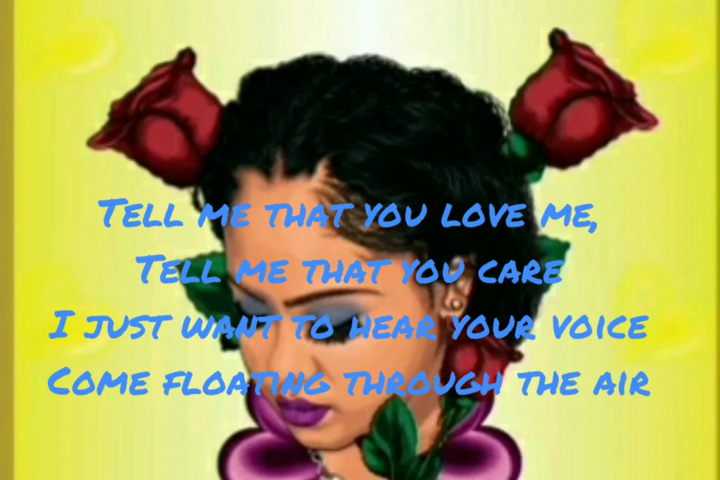 Tell me that you love me,
Tell me that you care
I just want to hear your voice
Come floating through the air